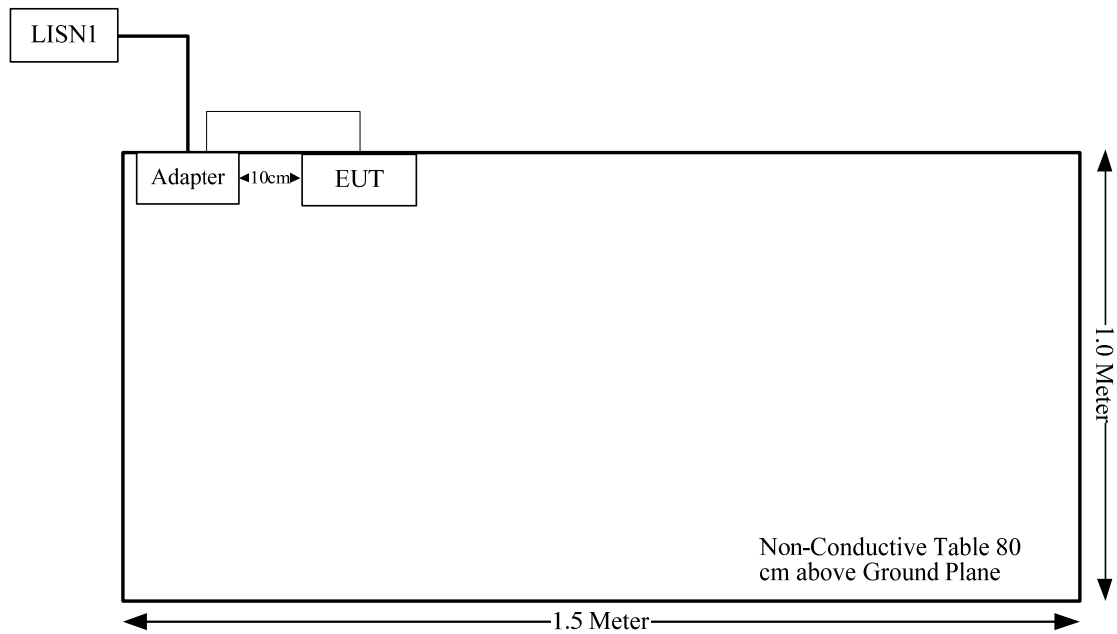 LISN1
Adapter
10cm
EUT
1.0 Meter
Non-Conductive Table 80
cm above Ground Plane
1.5 Meter